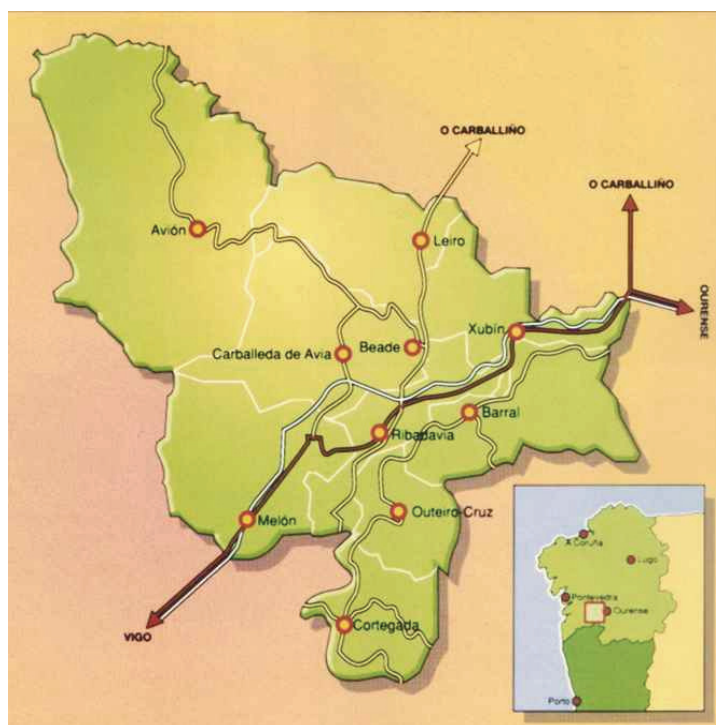 O CARBALLIÑO
O CARBALLIÑO
Avión
Leiro
OURENSE
Xubín
Carballeda de Avia
Beade
Barral
Ribadavia
Outeiro-Cruz
Melón
Cortegada
VIGO
A Coruña
Lugo
Pontevedra
Ourense
Porto